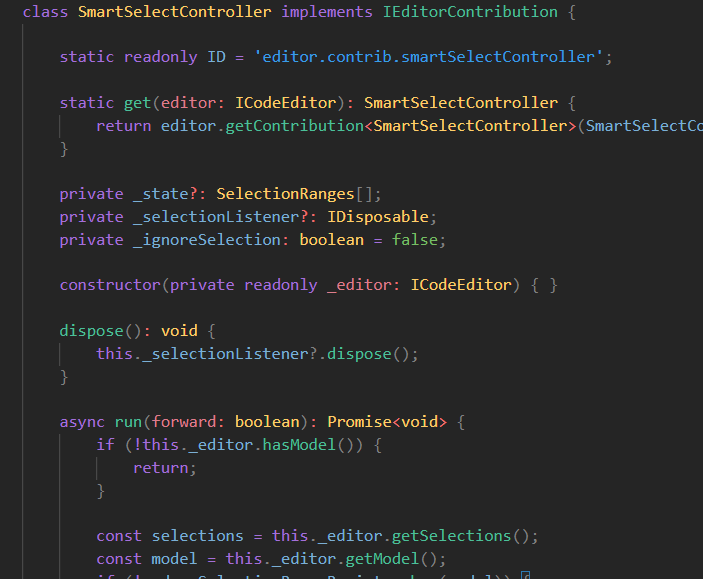 class SmartSelectController implements IEditorContribution {
static readonly ID = 'editor.contrib.smartSelectController';
static get(editor: ICodeEditor): SmartSelectController {
return editor.getContribution<SmartSelectController>(SmartSelectCo
}
private _state?: SelectionRanges[];
private _selectionListener?: IDisposable;
private _ignoreSelection: boolean = false;
constructor(private readonly _editor: ICodeEditor) { }
dispose(): void {
this._selectionListener?.dispose();
}
async run(forward: boolean): Promise<void> {
if (!this._editor.hasModel()) {
return;
}
const selections = this._editor.getSelections();
const model = this._editor.getModel();